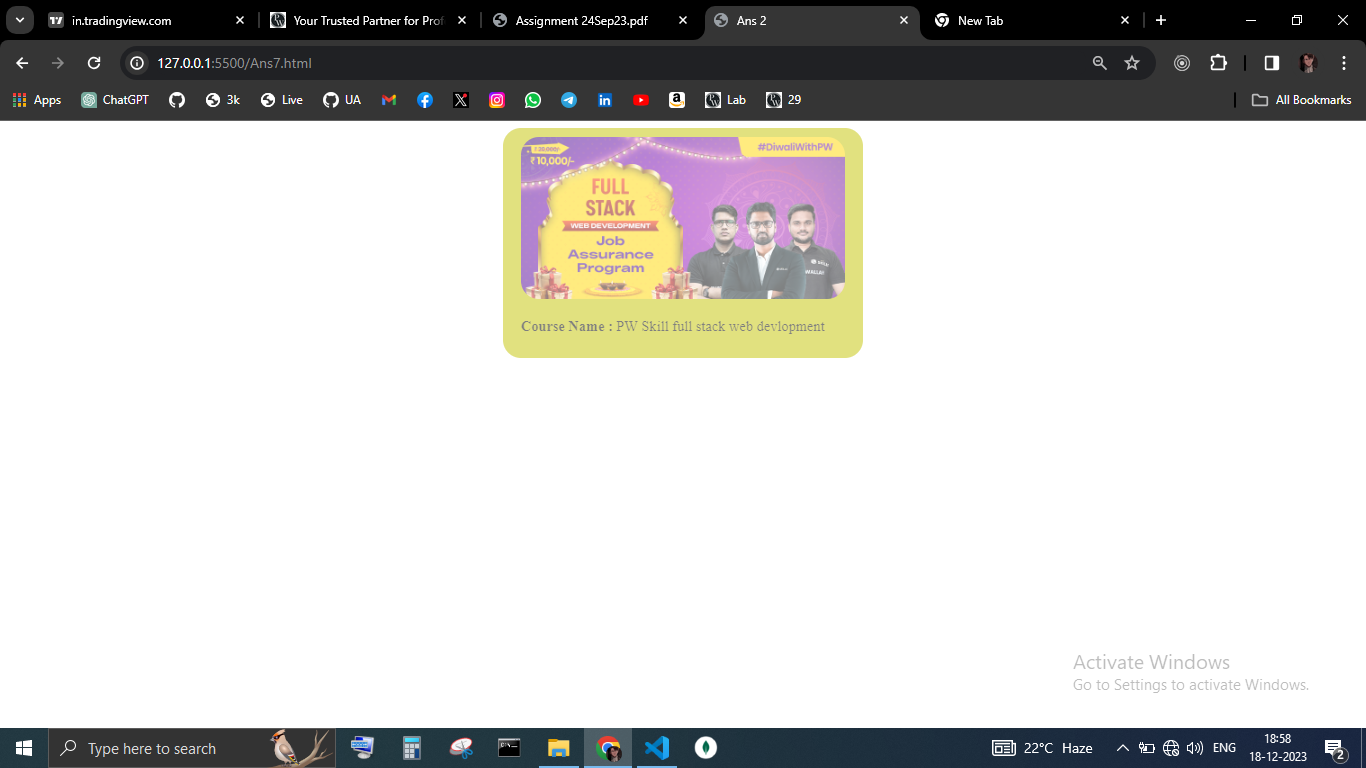 in.tradingview.com
Your Trusted Partner for Prof
Assignment 24Sep23.pdf
Ans 2
New Tab
127.0.0.1:5500/Ans7.html
Apps
ChatGPT
3k
Live
UA
Lab
29
All Bookmarks
#DiwaliWithPW
₹10,000/-
FULL
STACK
WEB DEVELOPMENT
Job
Assurance
Program
Course Name : PW Skill full stack web devlopment
Activate Windows
Go to Settings to activate Windows.
Type here to search
22°C Haze
ENG
18:58
18-12-2023
2